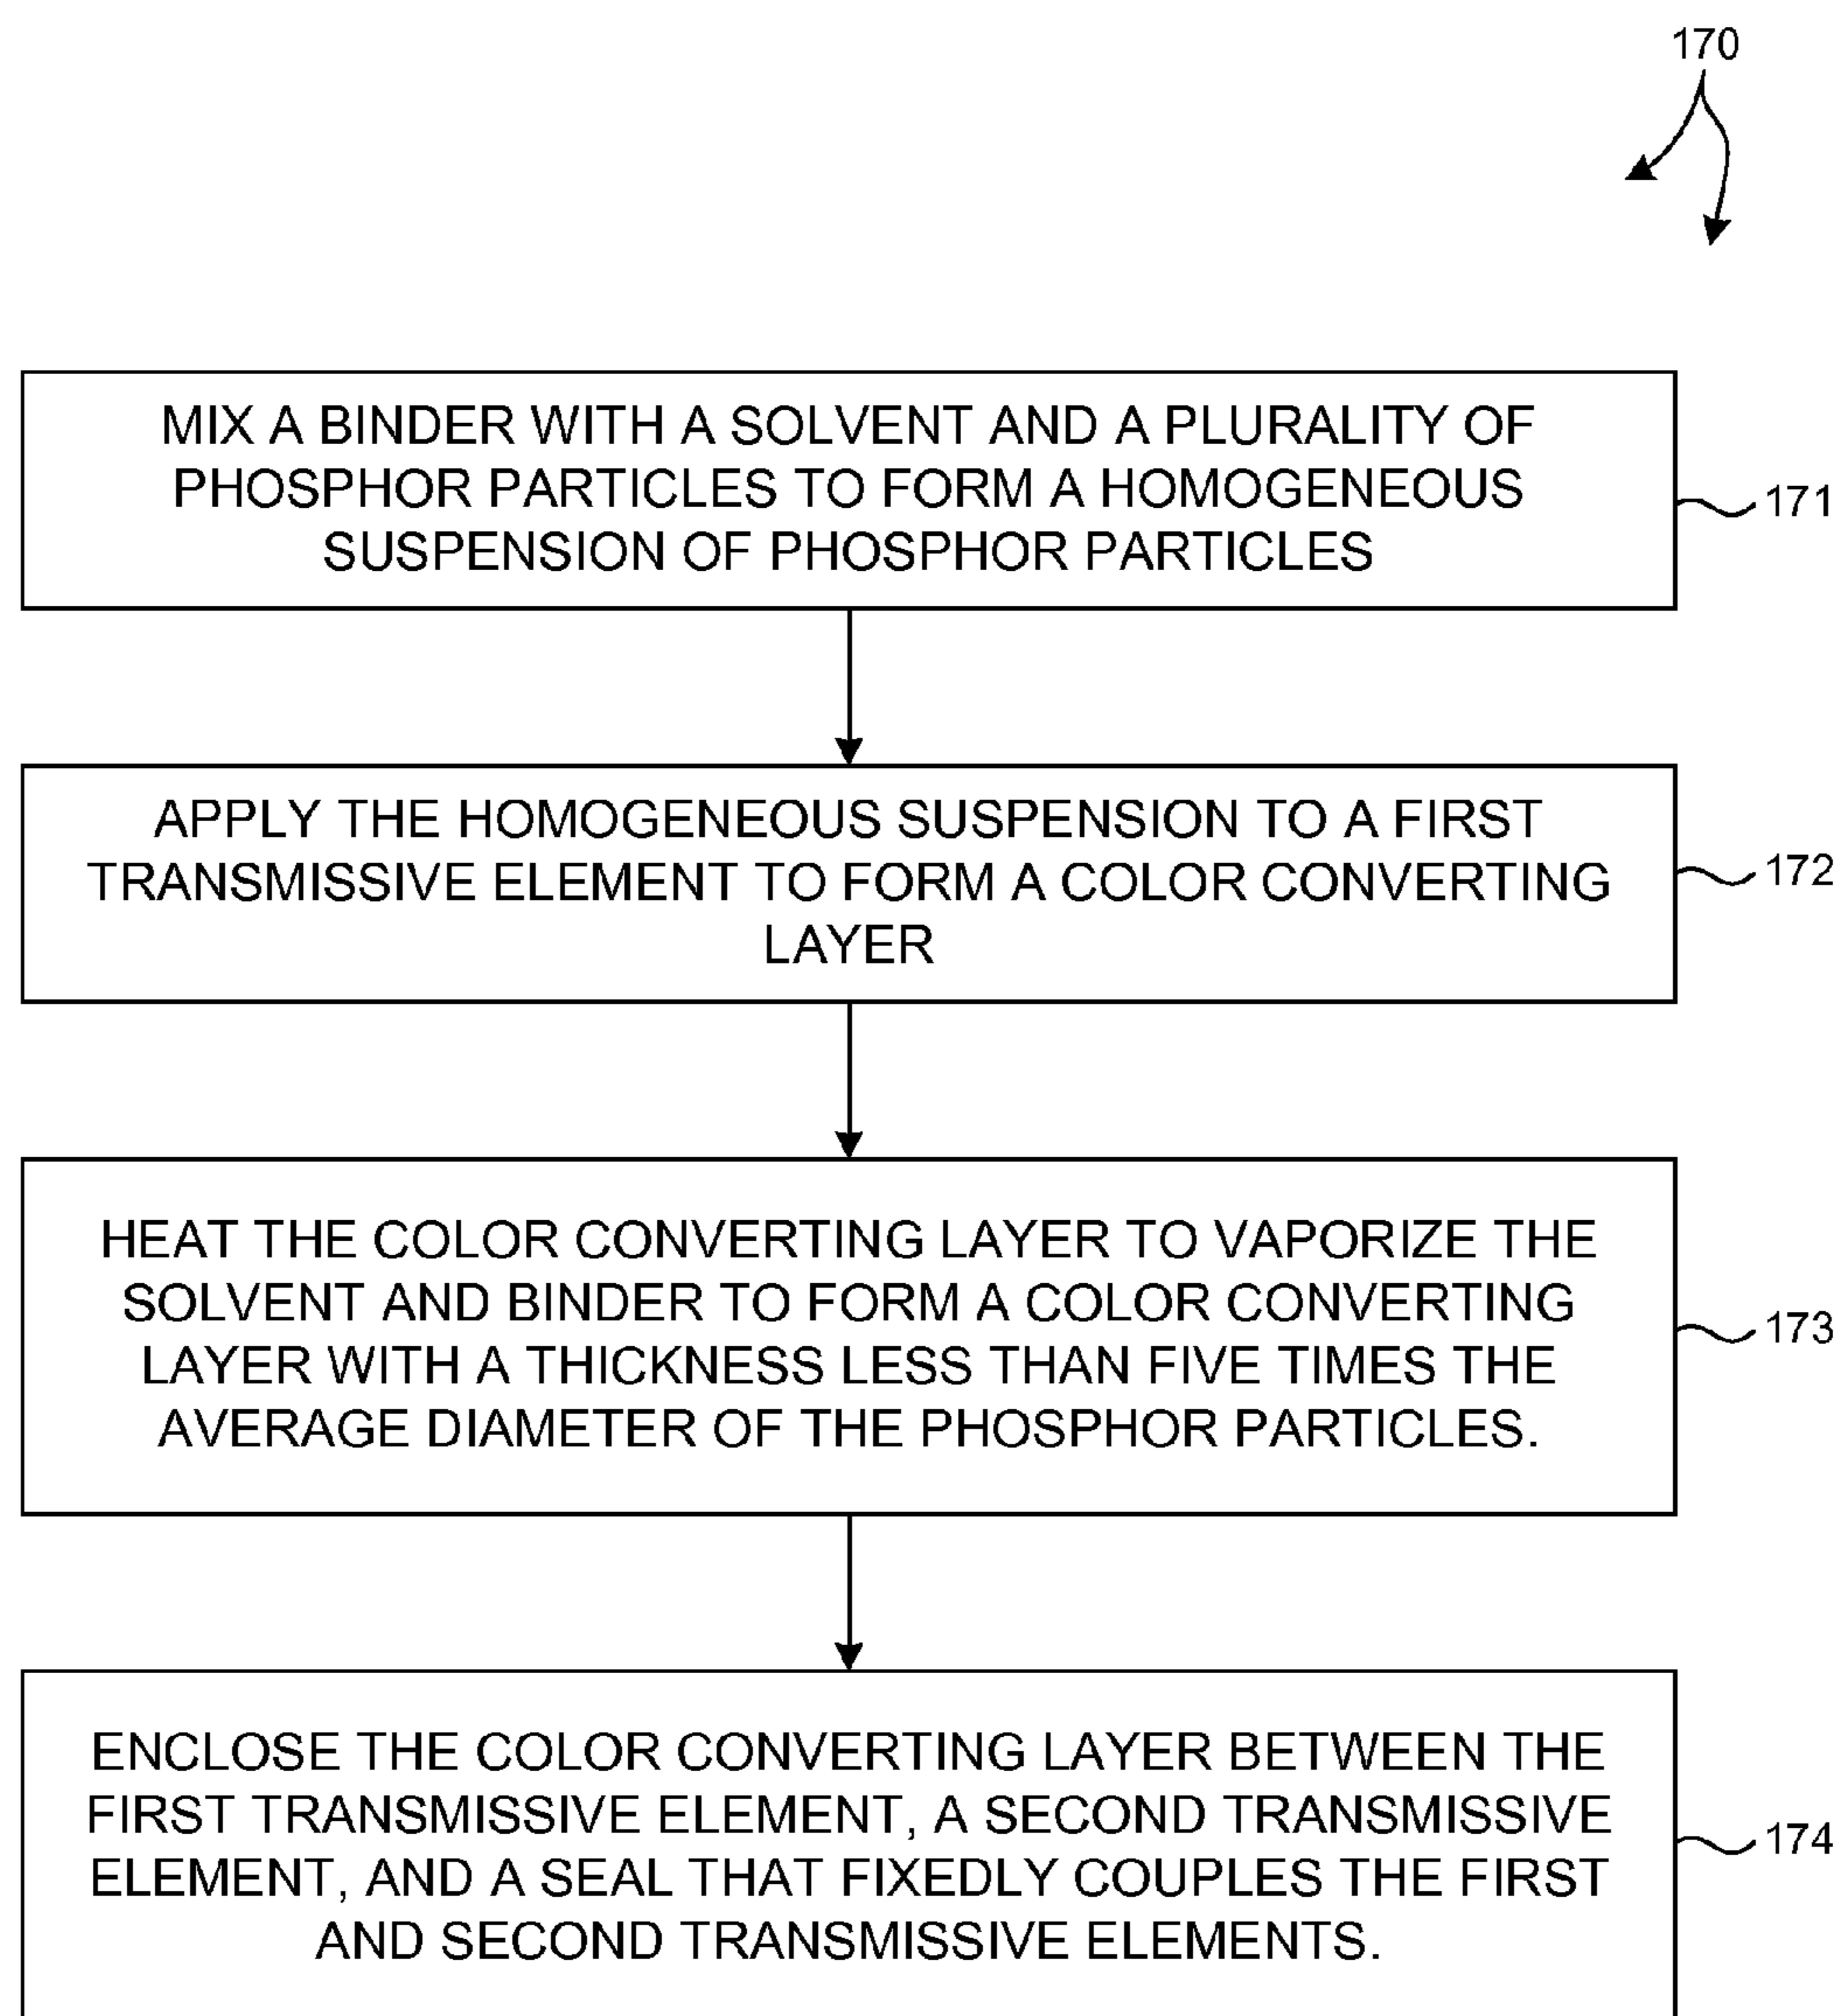 170
MIX A BINDER WITH A SOLVENT AND A PLURALITY OF
PHOSPHOR PARTICLES TO FORM A HOMOGENEOUS
SUSPENSION OF PHOSPHOR PARTICLES
171
APPLY THE HOMOGENEOUS SUSPENSION TO A FIRST
TRANSMISSIVE ELEMENT TO FORM A COLOR CONVERTING
LAYER
172
HEAT THE COLOR CONVERTING LAYER TO VAPORIZE THE
SOLVENT AND BINDER TO FORM A COLOR CONVERTING
LAYER WITH A THICKNESS LESS THAN FIVE TIMES THE
AVERAGE DIAMETER OF THE PHOSPHOR PARTICLES.
173
ENCLOSE THE COLOR CONVERTING LAYER BETWEEN THE
FIRST TRANSMISSIVE ELEMENT, A SECOND TRANSMISSIVE
ELEMENT, AND A SEAL THAT FIXEDLY COUPLES THE FIRST
AND SECOND TRANSMISSIVE ELEMENTS.
174